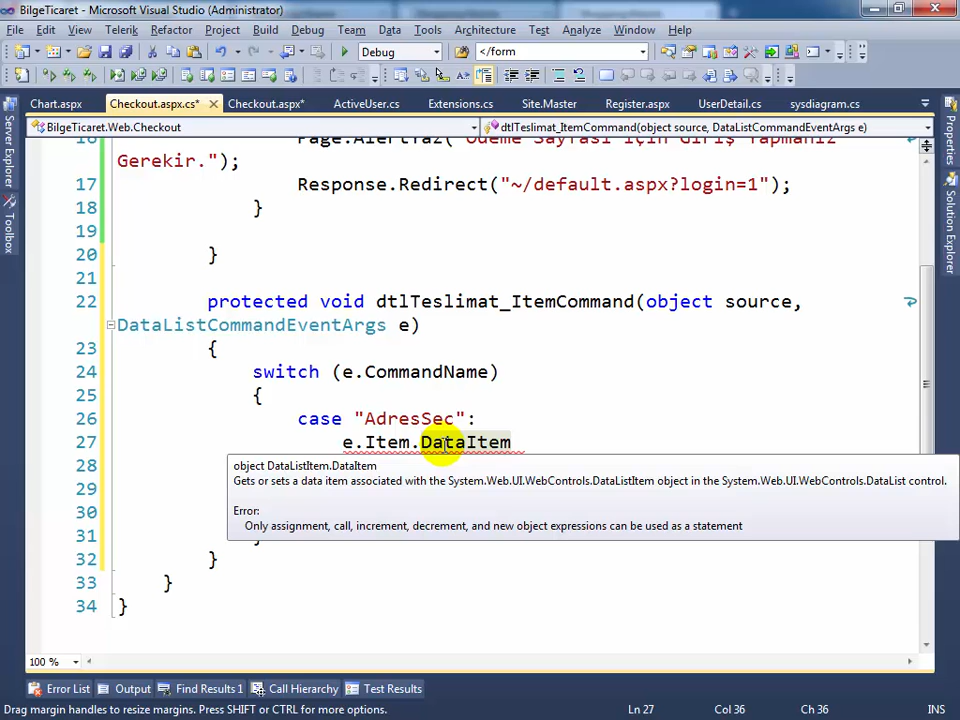 BilgeTicaret - Microsoft Visual Studio (Administrator)
File Edit View Telerik Refactor Project Build Debug Team Data Tools Architecture Test Analyze Window Help
Debug </form
Chart.aspx Checkout.aspx.cs* Checkout.aspx* ActiveUser.cs Extensions.cs Site.Master Register.aspx UserDetail.cs sysdiagram.cs
BilgeTicaret.Web.Checkout dtlTeslimat_ItemCommand(object source, DataListCommandEventArgs e)
Server Explorer
Toolbox
Properties
Solution Explorer
16 Page.AlertYaz("Ödeme Sayfası İçin Giriş Yapmanız
Gerekir.");
17 Response.Redirect("~/default.aspx?login=1");
18 }
19
20 }
21
22 protected void dtlTeslimat_ItemCommand(object source,
DataListCommandEventArgs e)
23 {
24 switch (e.CommandName)
25 {
26 case "AdresSec":
27 e.Item.DataItem
28
object DataListItem.DataItem
Gets or sets a data item associated with the System.Web.UI.WebControls.DataListItem object in the System.Web.UI.WebControls.DataList control.
29
30
Error:
Only assignment, call, increment, decrement, and new object expressions can be used as a statement
31 }
32 }
33 }
34 }
100 %
Error List Output Find Results 1 Call Hierarchy Test Results
Drag margin handles to resize margins. Press SHIFT or CTRL for more options. Ln 27 Col 36 Ch 36 INS